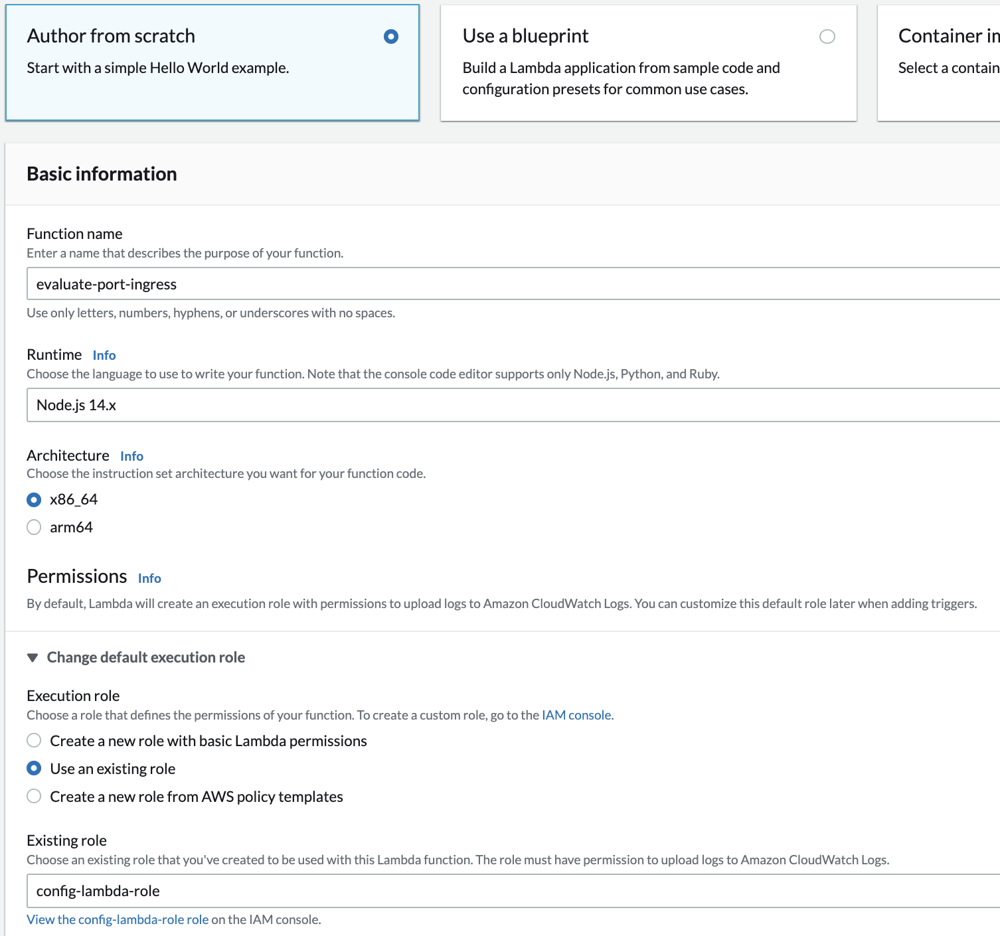 Author from scratch
Start with a simple Hello World example.
Use a blueprint
Build a Lambda application from sample code and
configuration presets for common use cases.
Container
Select a
Basic information
Function name
Enter a name that describes the purpose of your function.
evaluate-port-ingress
Use only letters, numbers, hyphens, or underscores with no spaces.
Runtime Info
Choose the language to use to write your function. Note that the console code editor supports only Node.js, Python, and Ruby.
Node.js 14.x
Architecture Info
Choose the instruction set architecture you want for your function code.
x86_64
arm64
Permissions Info
By default, Lambda will create an execution role with permissions to upload logs to Amazon CloudWatch Logs. You can customize this default role later when adding triggers.
Change default execution role
Execution role
Choose a role that defines the permissions of your function. To create a custom role, go to the IAM console.
Create a new role with basic Lambda permissions
Use an existing role
Create a new role from AWS policy templates
Existing role
Choose an existing role that you've created to be used with this Lambda function. The role must have permission to upload logs to Amazon CloudWatch Logs.
config-lambda-role
View the config-lambda-role role on the IAM console.